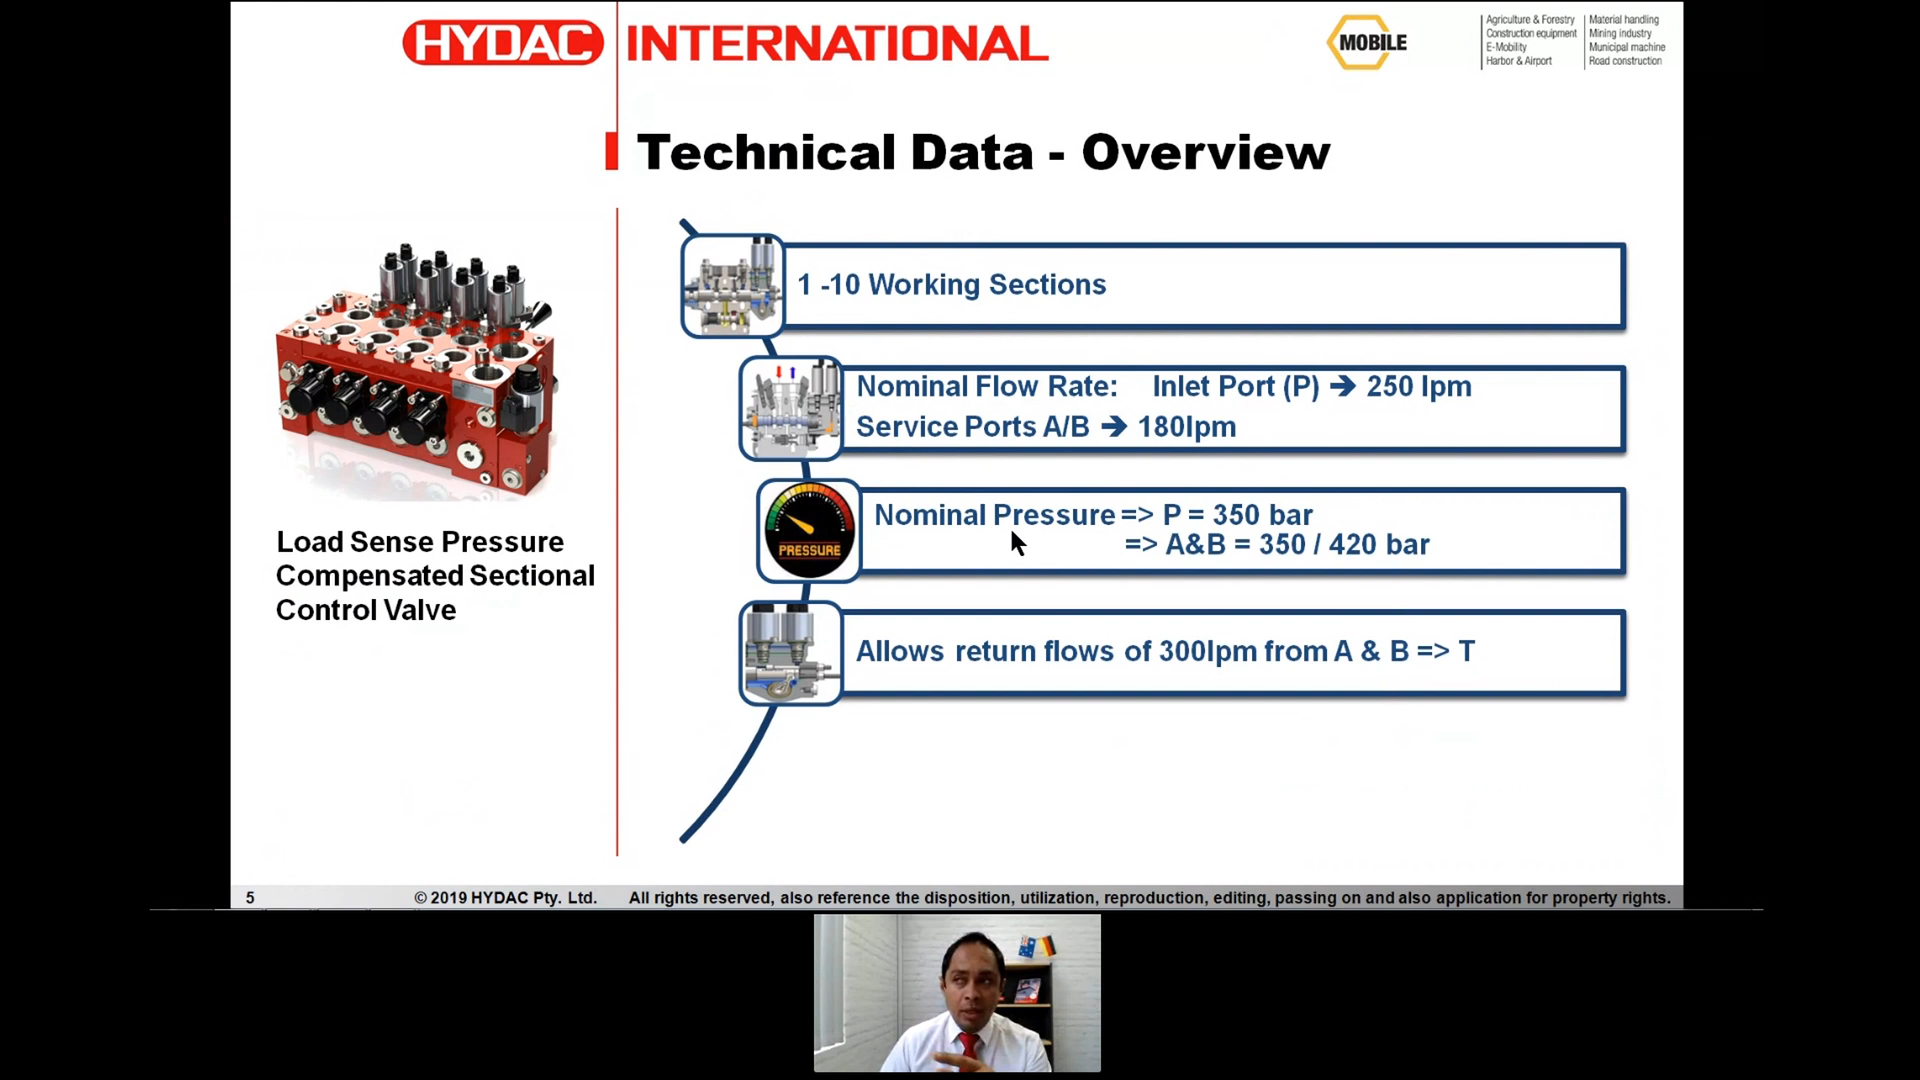 HYDAC INTERNATIONAL
MOBILE
Agriculture & Forestry
Construction equipment
E-Mobility
Harbor & Airport
Material handling
Mining industry
Municipal machine
Road construction
Technical Data - Overview
1 -10 Working Sections
Nominal Flow Rate: Inlet Port (P) ➔ 250 lpm
Service Ports A/B ➔ 180lpm
PRESSURE
Nominal Pressure => P = 350 bar
=> A&B = 350 / 420 bar
Allows return flows of 300lpm from A & B => T
Load Sense Pressure
Compensated Sectional
Control Valve
5 © 2019 HYDAC Pty. Ltd. All rights reserved, also reference the disposition, utilization, reproduction, editing, passing on and also application for property rights.